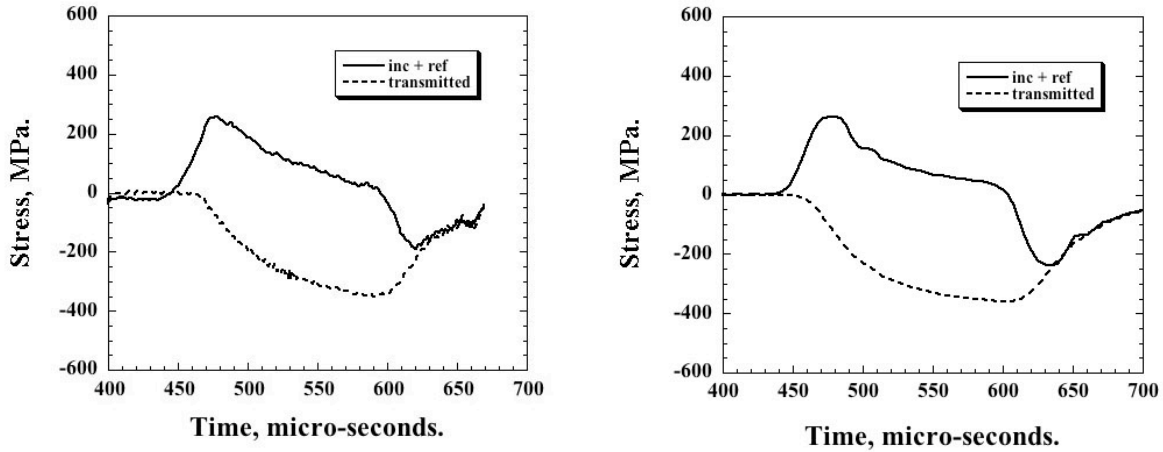 600
400
200
0
-200
-400
-600
Stress, MPa.
inc + ref
transmitted
400 450 500 550 600 650 700
Time, micro-seconds.
600
400
200
0
-200
-400
-600
Stress, MPa.
inc + ref
transmitted
400 450 500 550 600 650 700
Time, micro-seconds.